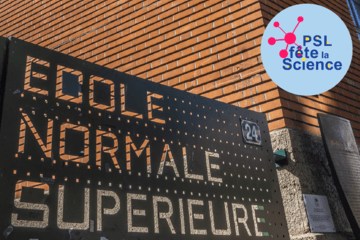 PSL
fête la
Science
ECOLE
24
NORMALE
SUPERIEURE